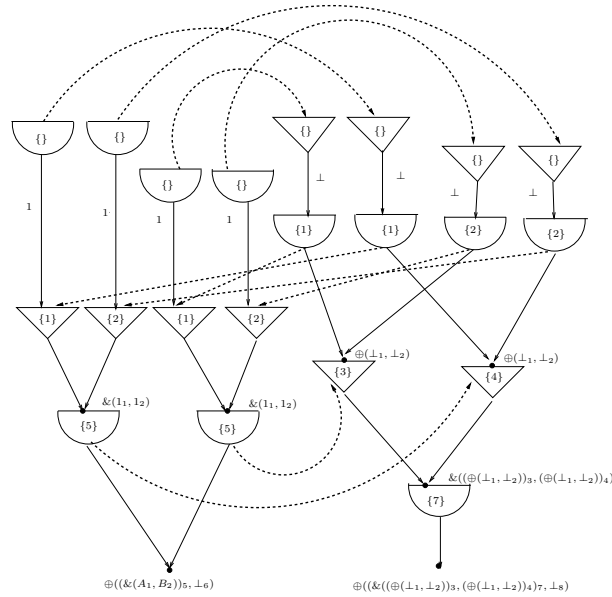 {} {}
{} {}
{} {}
{} {}
1 1 1 1
⊥ ⊥ ⊥ ⊥
{1} {1} {2} {2}
{1} {2} {1} {2}
⊕(⊥₁, ⊥₂) ⊕(⊥₁, ⊥₂)
{3} {4}
&(1₁, 1₂) &(1₁, 1₂)
{5} {5}
&((⊕(⊥₁, ⊥₂))₃, (⊕(⊥₁, ⊥₂))₄)
{7}
⊕((&(A₁, B₂))₅, ⊥₆) ⊕((&((⊕(⊥₁, ⊥₂))₃, (⊕(⊥₁, ⊥₂))₄)₇, ⊥₈)